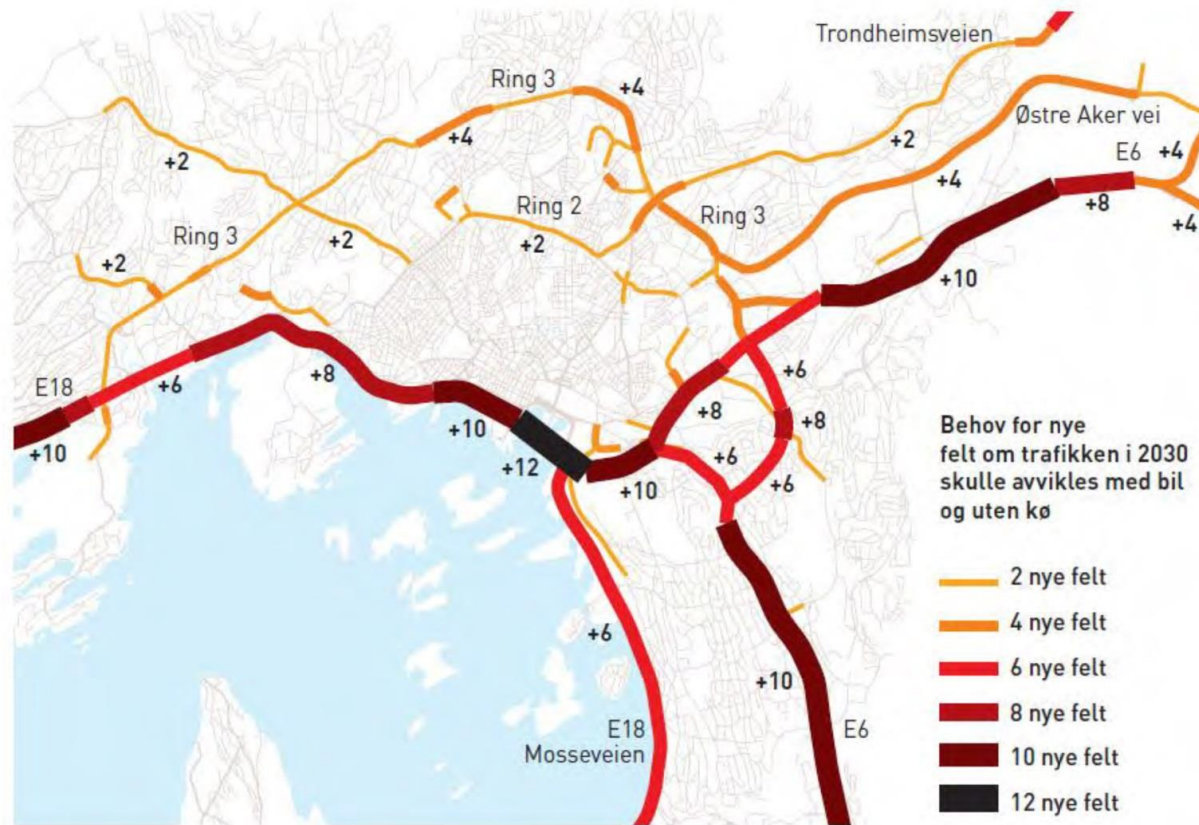 Trondheimsveien
Ring 3
+4
+4
Østre Aker vei
+2
+2
E6
+4
+4
+8
+4
Ring 2
Ring 3
Ring 3
+2
+2
+2
+10
E18
+6
+8
+6
+10
+8
+8
+10
+12
+6
+6
+10
Behov for nye
felt om trafikken i 2030
skulle avvikles med bil
og uten kø
2 nye felt
4 nye felt
+6
6 nye felt
+10
E18
Mosseveien
E6
8 nye felt
10 nye felt
12 nye felt